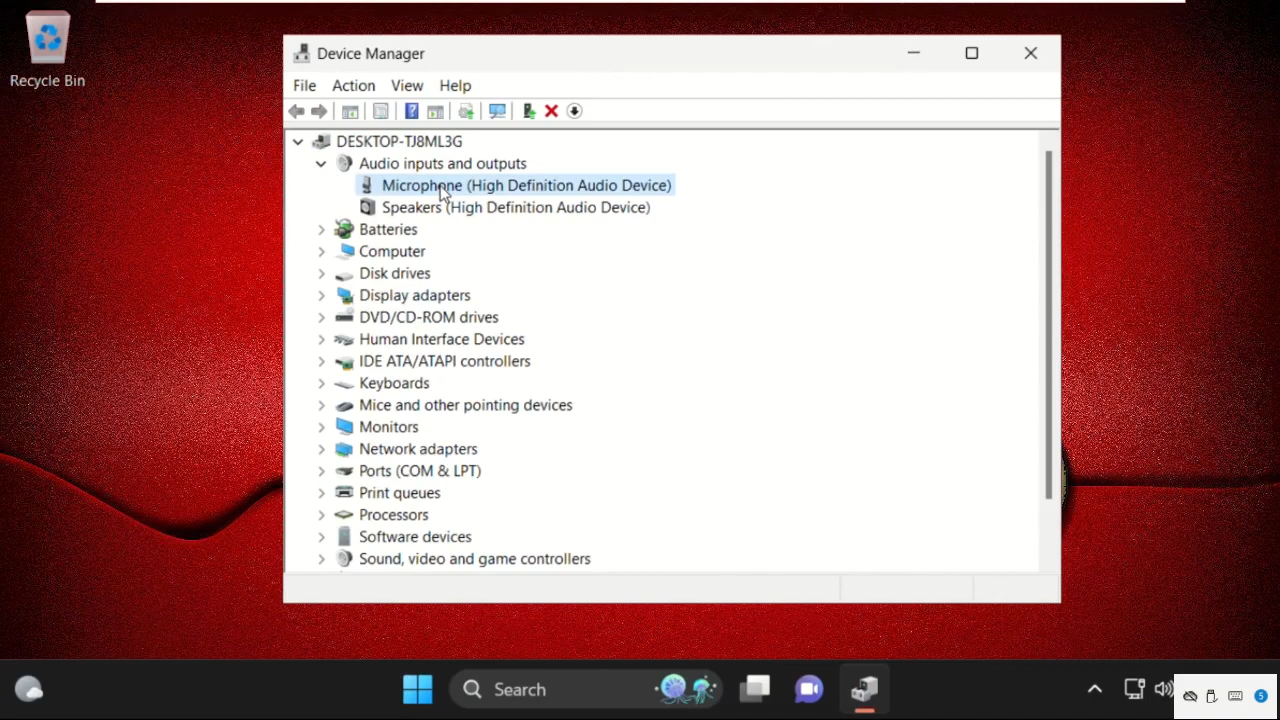 Recycle Bin
Device Manager
File Action View Help
DESKTOP-TJ8ML3G
Audio inputs and outputs
Microphone (High Definition Audio Device)
Speakers (High Definition Audio Device)
Batteries
Computer
Disk drives
Display adapters
DVD/CD-ROM drives
Human Interface Devices
IDE ATA/ATAPI controllers
Keyboards
Mice and other pointing devices
Monitors
Network adapters
Ports (COM & LPT)
Print queues
Processors
Software devices
Sound, video and game controllers
Search
5